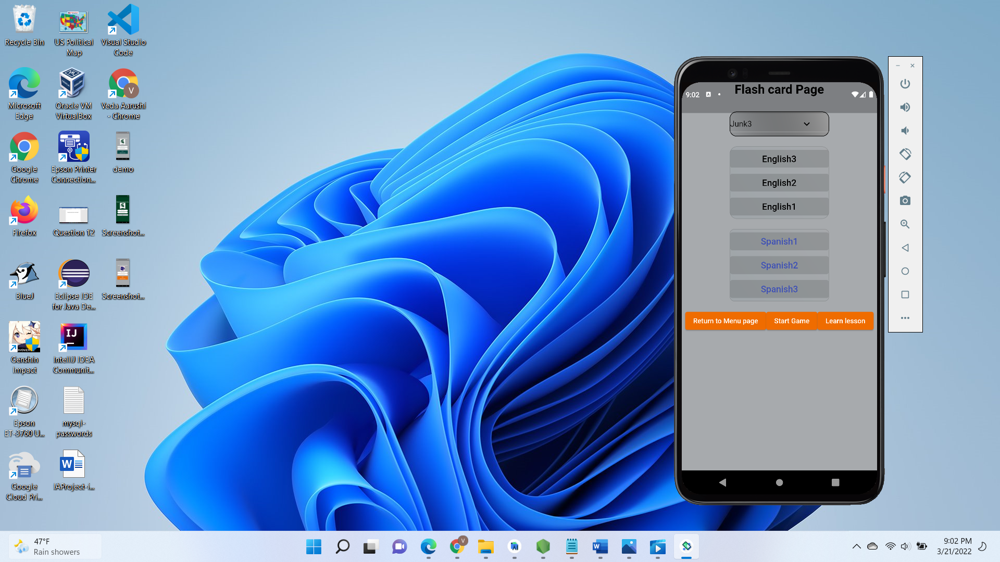 Recycle Bin
US Political
Map
Visual Studio
Code
Microsoft
Edge
Oracle VM
VirtualBox
Veda Aarushi
- Chrome
Google
Chrome
Epson Printer
Connection...
demo
Firefox
Question 12
Screenshot...
BlueJ
Eclipse IDE
for Java De...
Screenshot...
Genshin
Impact
IntelliJ IDEA
Communit...
Epson
ET-3760 U...
mysql-
passwords
Google
Cloud Pri...
IAProject-i...
9:02
Flash card Page
Junk3
English3
English2
English1
Spanish1
Spanish2
Spanish3
Return to Menu page
Start Game
Learn lesson
47°F
Rain showers
9:02 PM
3/21/2022